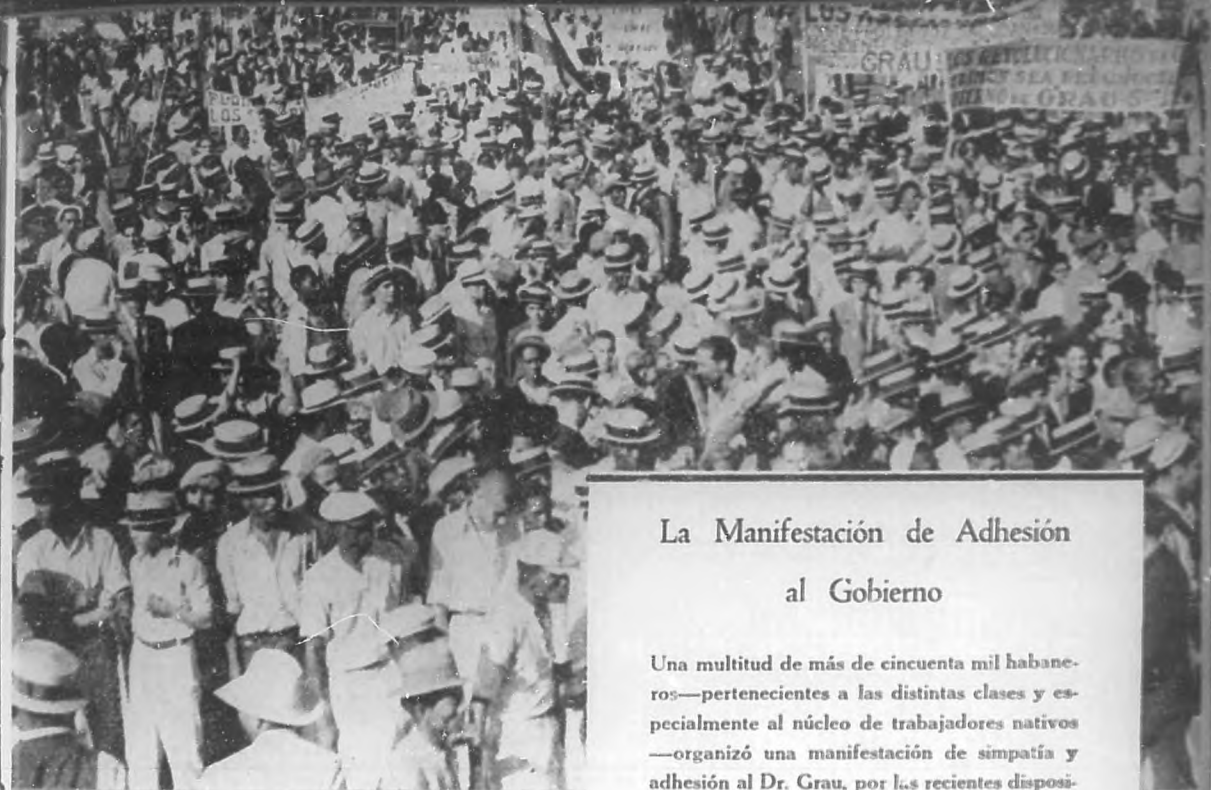 GRAU
LOS
GRAU S
La Manifestación de Adhesión
al Gobierno
Una multitud de más de cincuenta mil habane-
ros—pertenecientes a las distintas clases y es-
pecialmente al núcleo de trabajadores nativos
—organizó una manifestación de simpatía y
adhesión al Dr. Grau, por las recientes disposi-